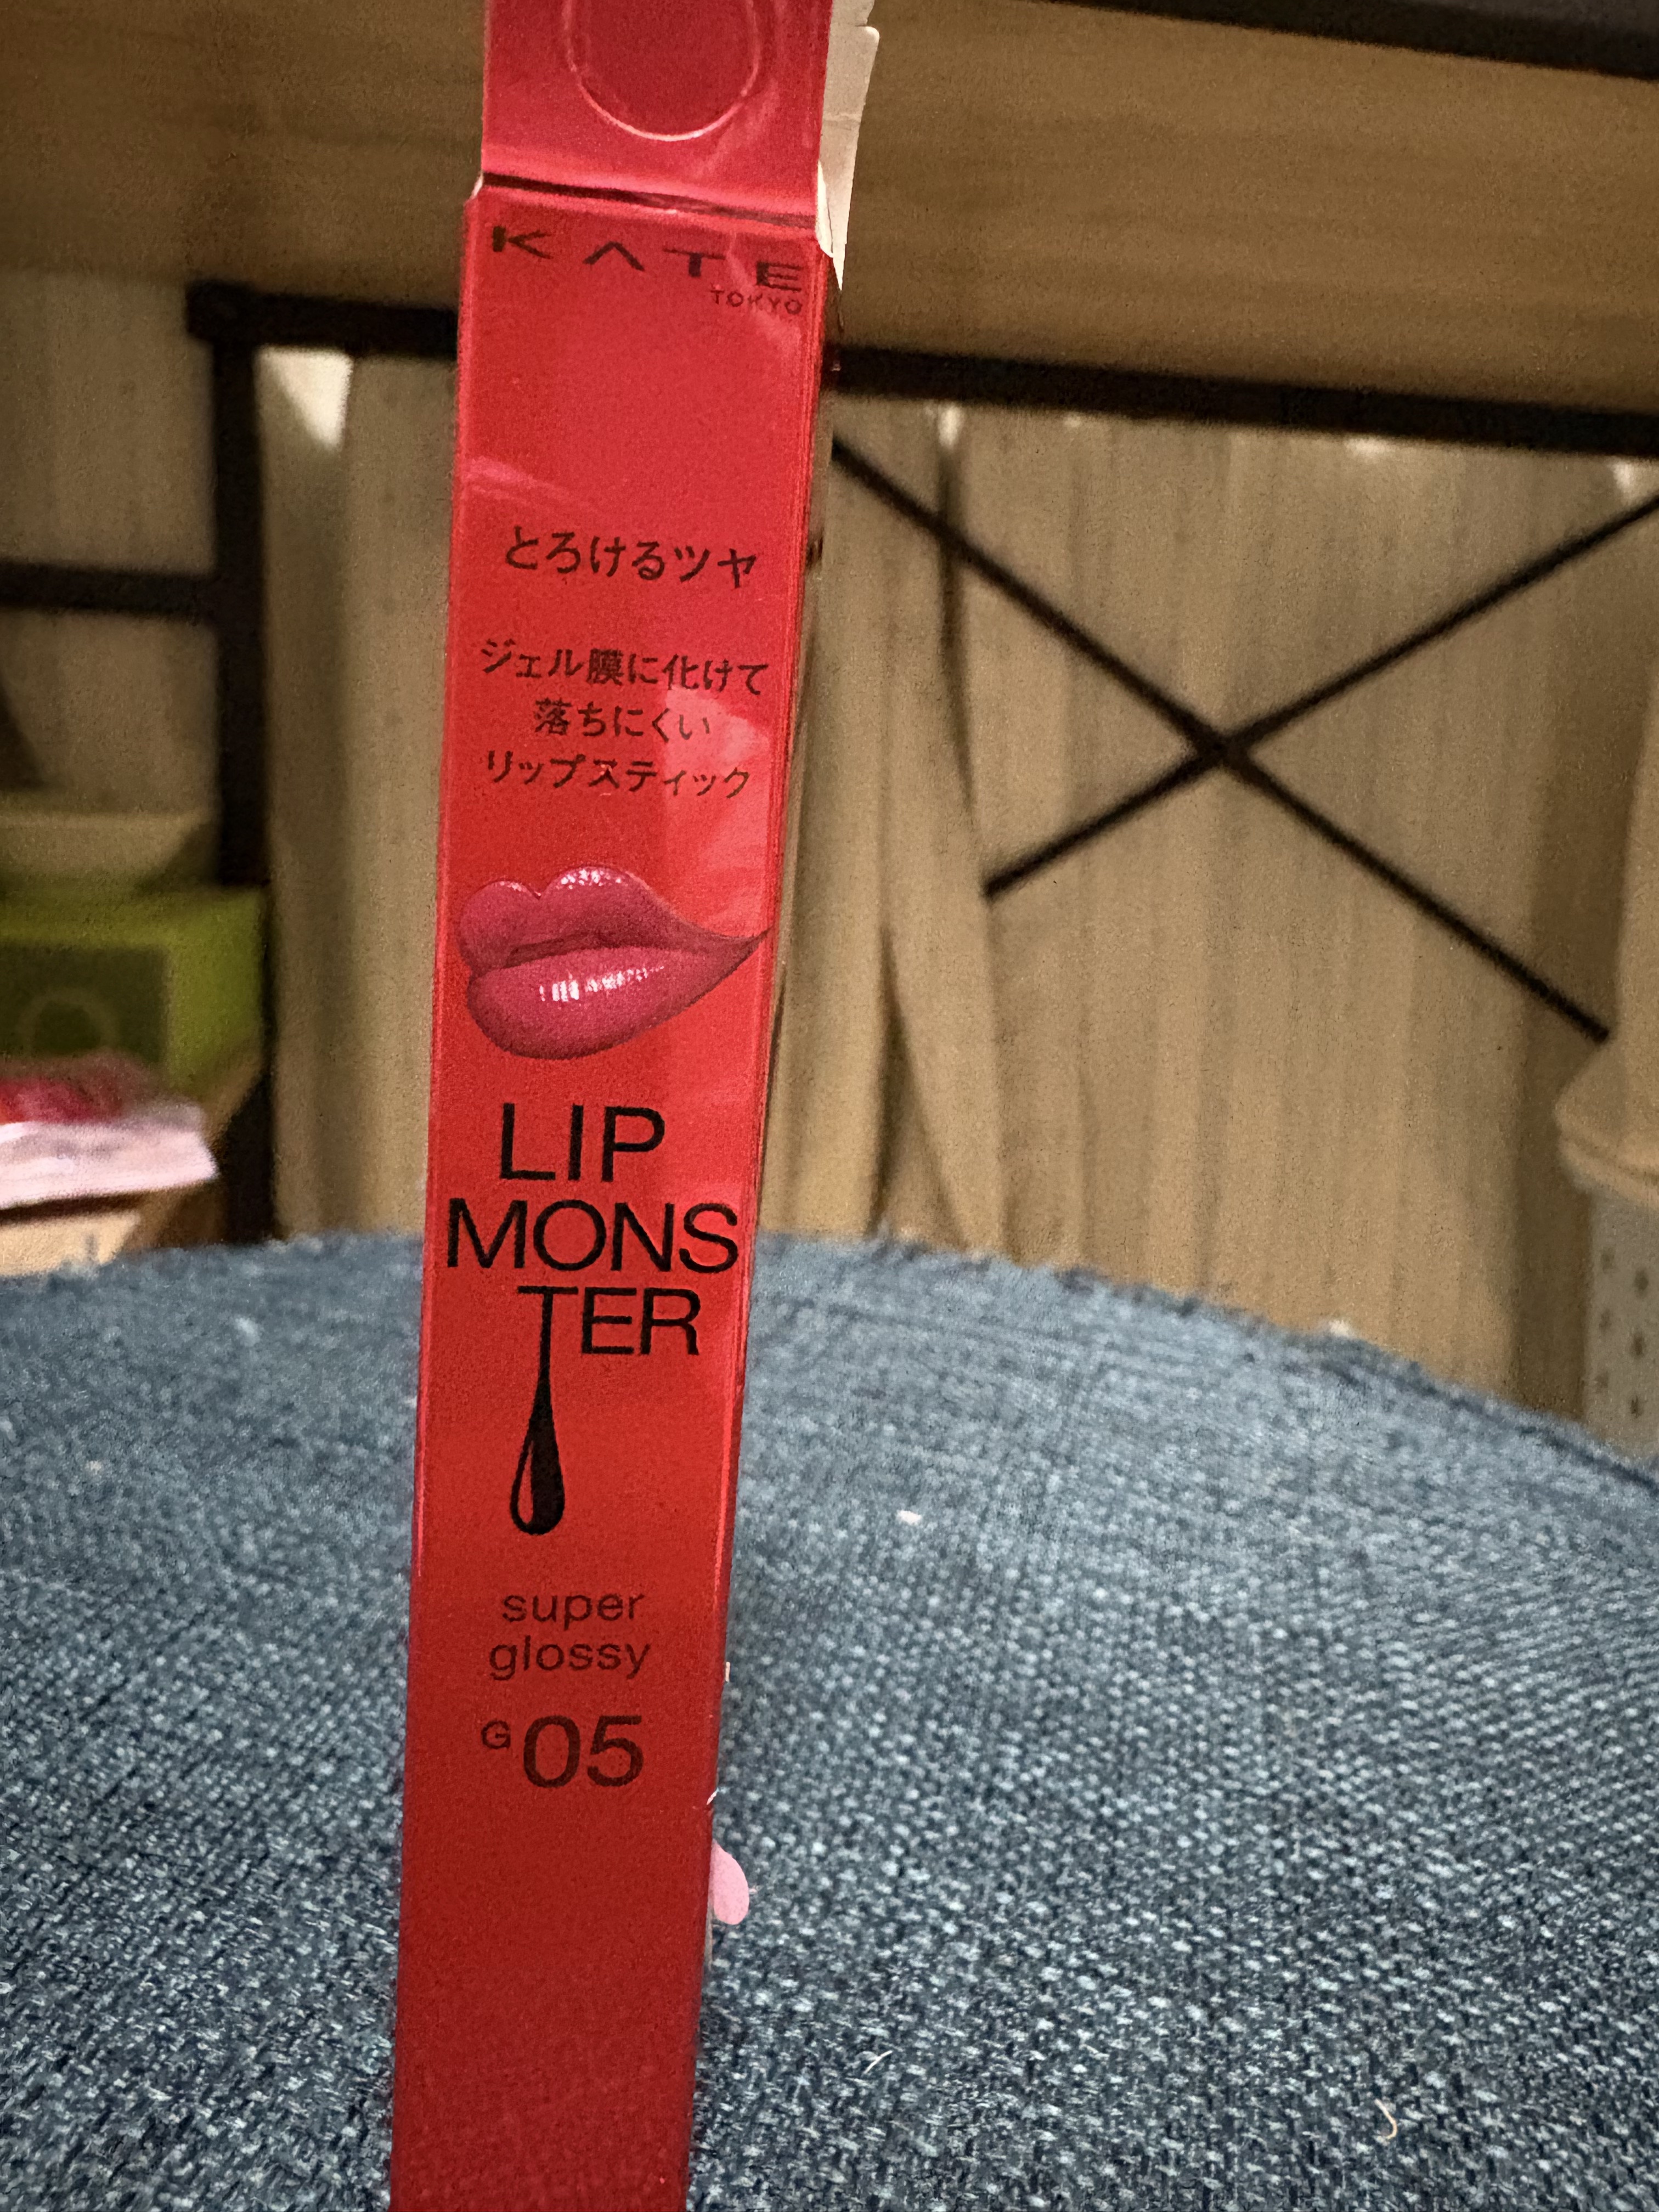 KATE
TOKYO
とろけるツヤ
ジェル膜に化けて
落ちにくい
リップスティック
LIP
MONS
TER
super
glossy
G05